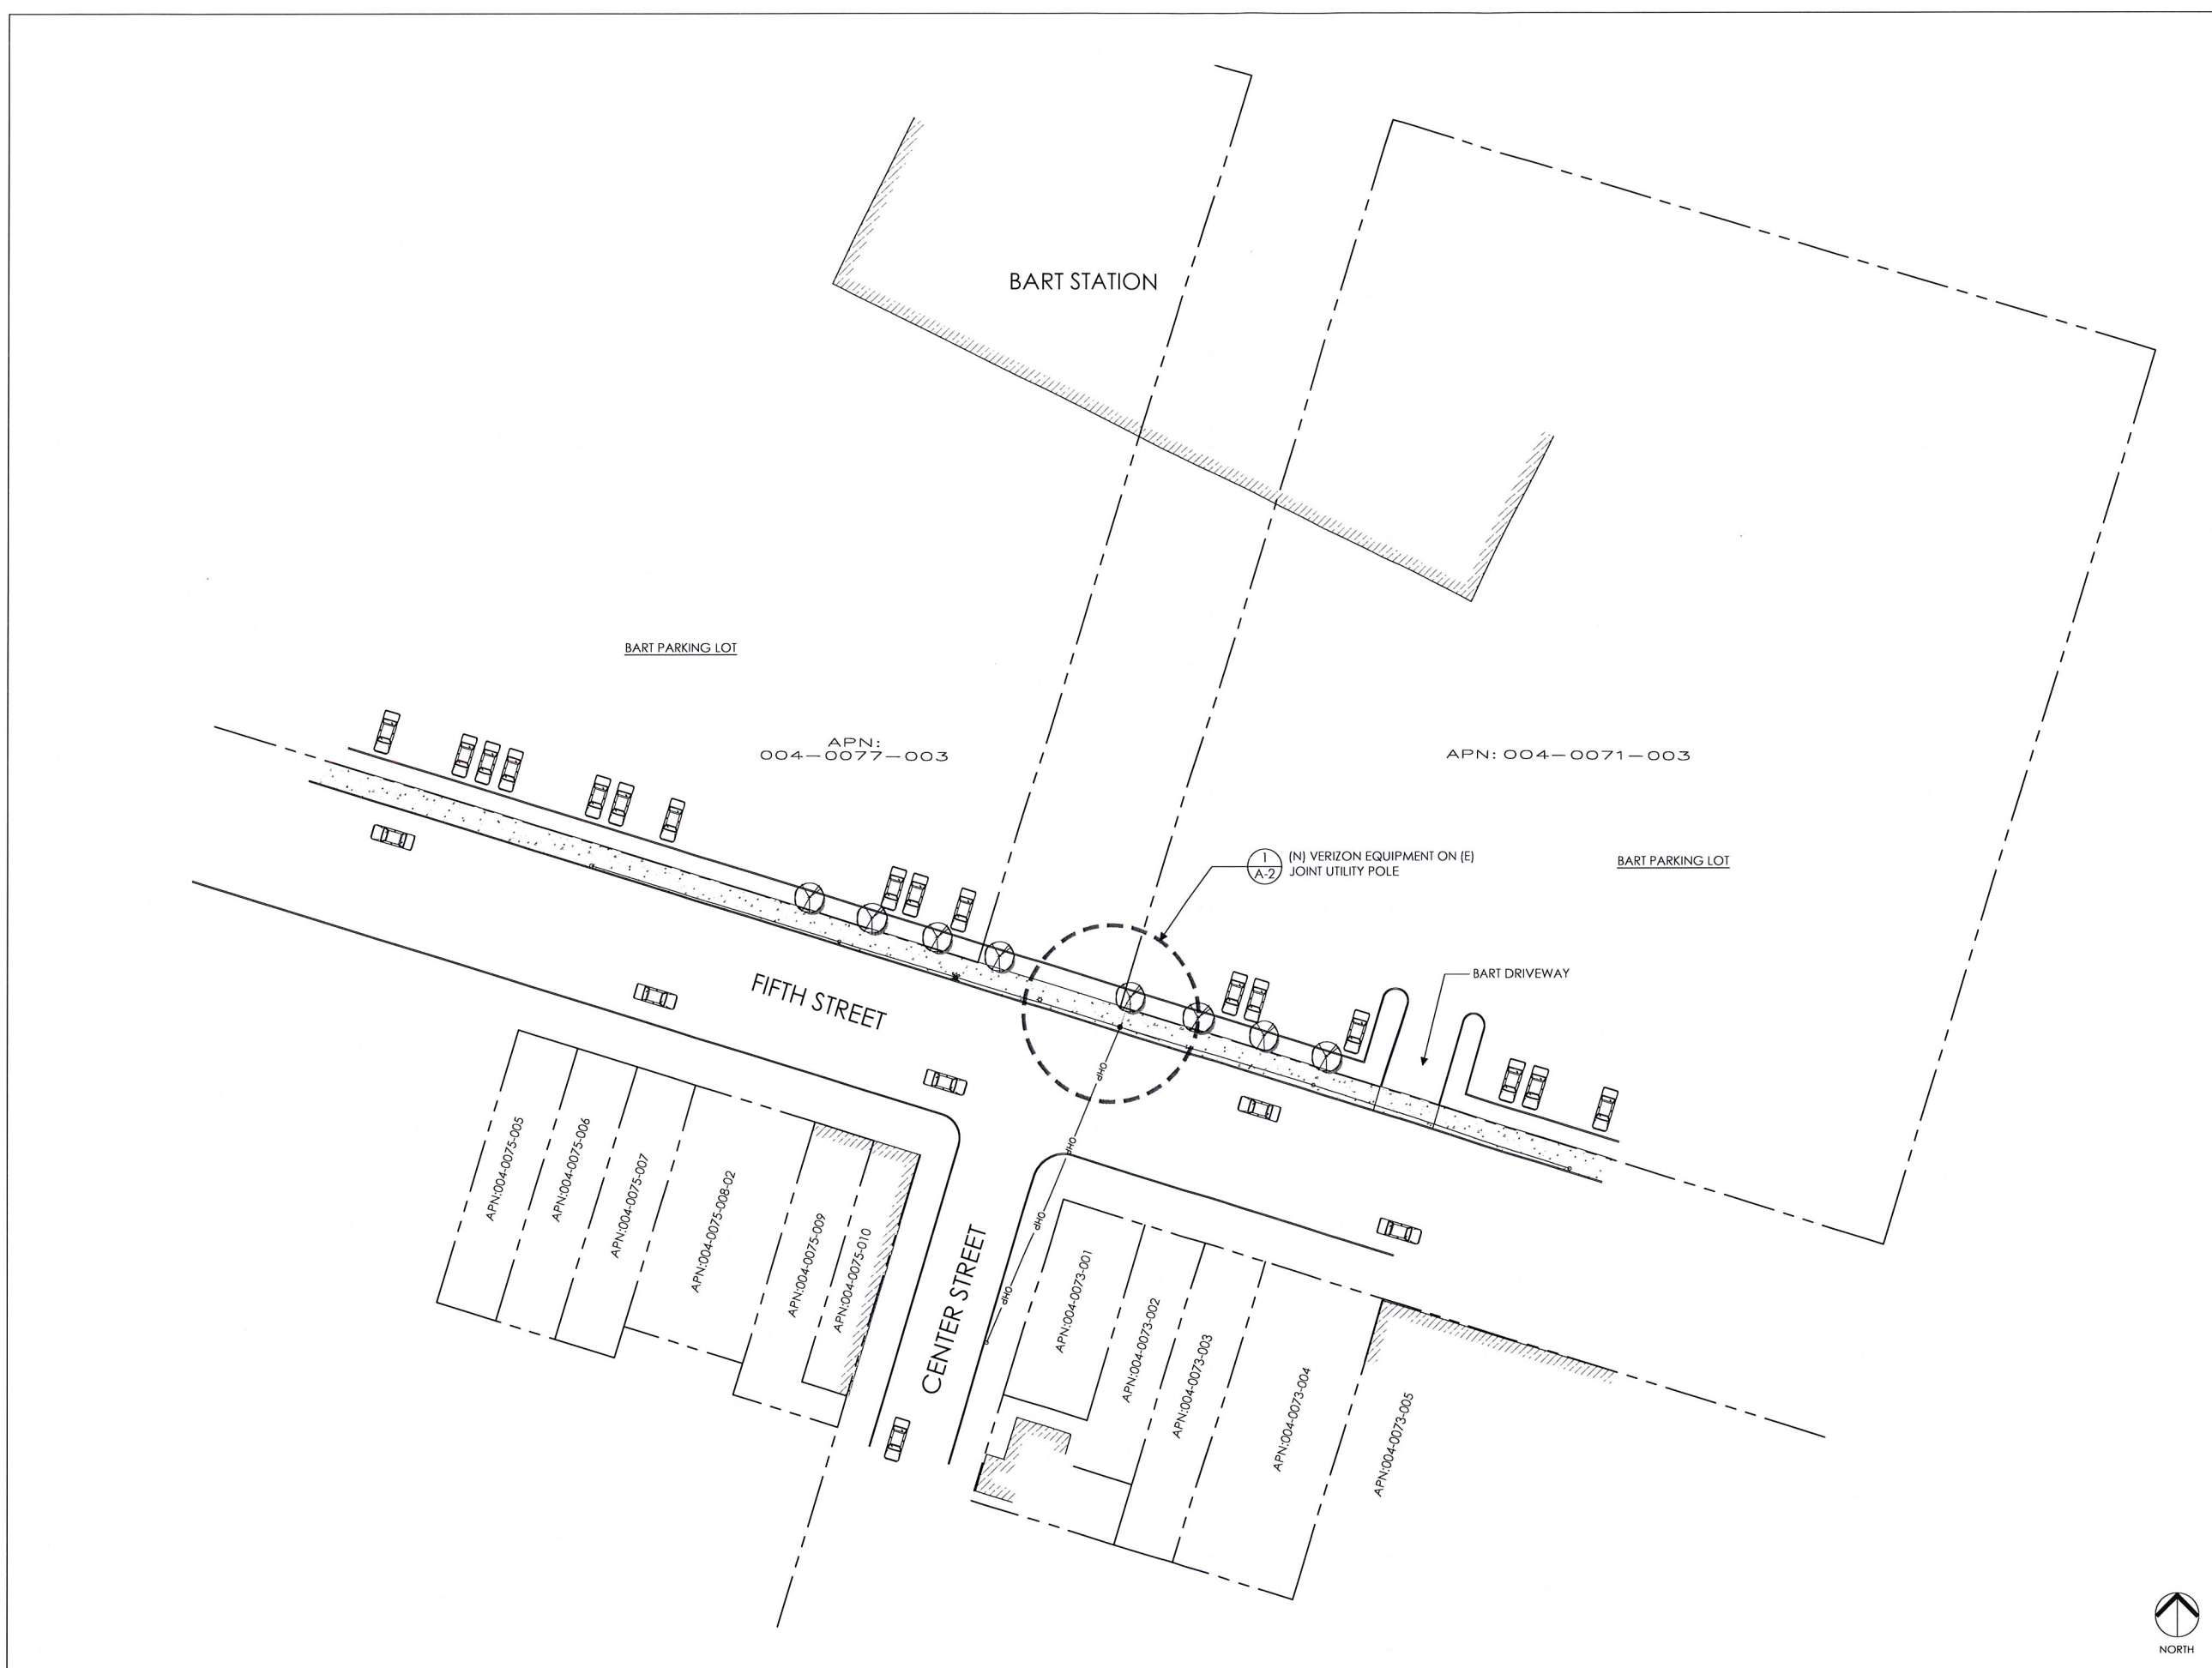 BART STATION
BART PARKING LOT
APN:
004-0077-003
APN: 004-0071-003
1
A-2
(N) VERIZON EQUIPMENT ON (E)
JOINT UTILITY POLE
BART PARKING LOT
BART DRIVEWAY
FIFTH STREET
OHP
OHP
OHP
OHP
CENTER STREET
APN:004-0075-005
APN:004-0075-006
APN:004-0075-007
APN:004-0075-008-02
APN:004-0075-009
APN:004-0075-010
APN:004-0073-001
APN:004-0073-002
APN:004-0073-003
APN:004-0073-004
APN:004-0073-005
NORTH